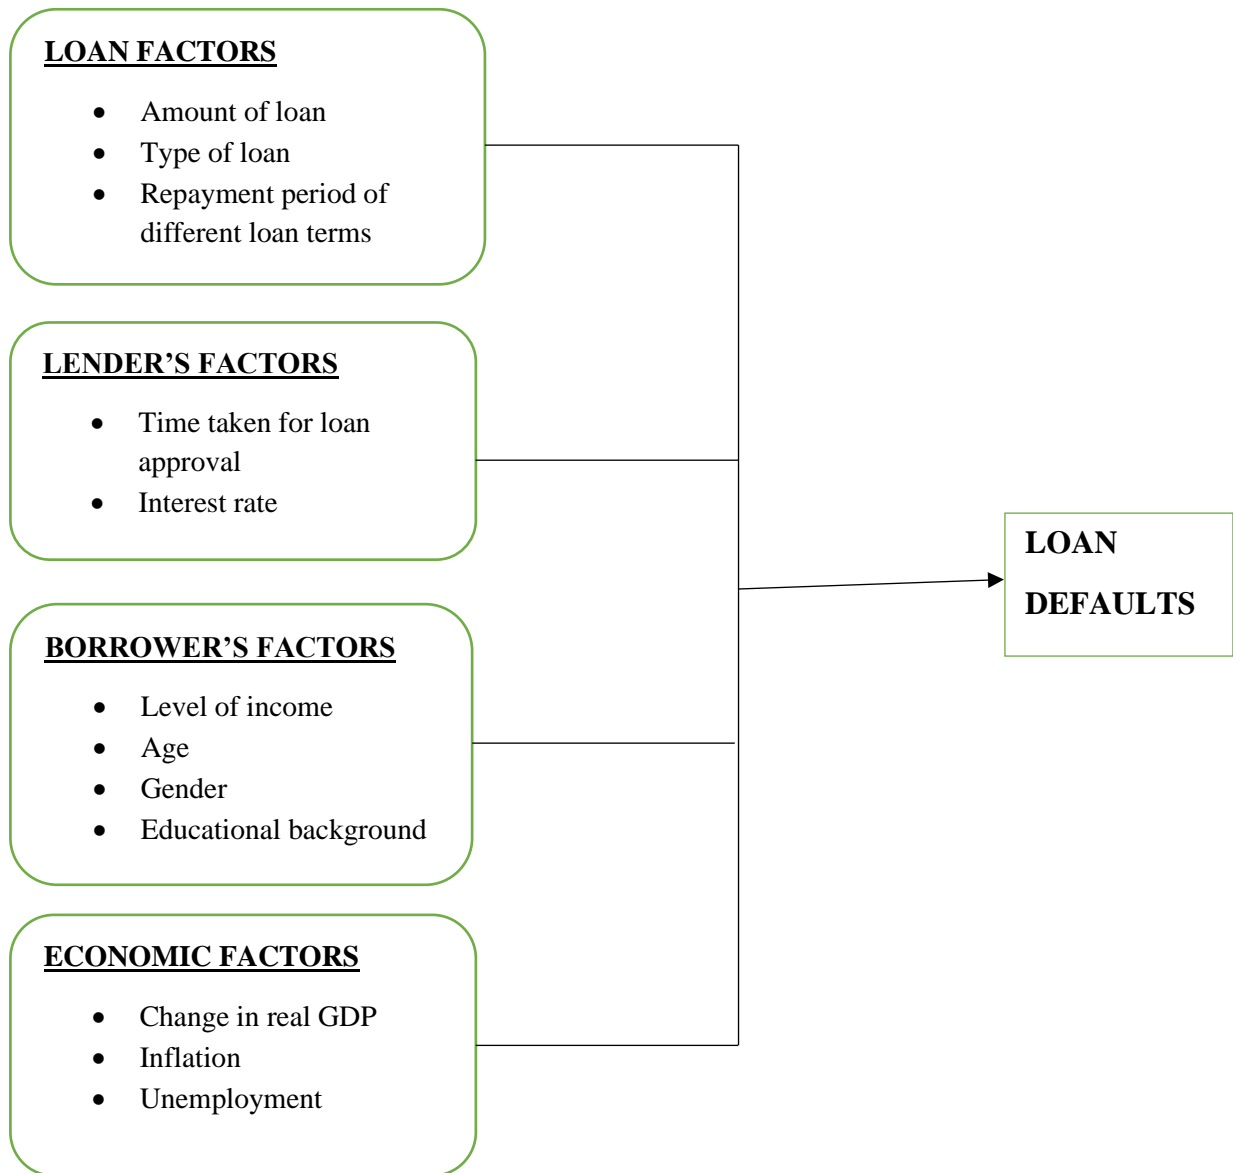 LOAN FACTORS
• Amount of loan
• Type of loan
• Repayment period of
different loan terms
LENDER’S FACTORS
• Time taken for loan
approval
• Interest rate
BORROWER’S FACTORS
• Level of income
• Age
• Gender
• Educational background
ECONOMIC FACTORS
• Change in real GDP
• Inflation
• Unemployment
LOAN
DEFAULTS